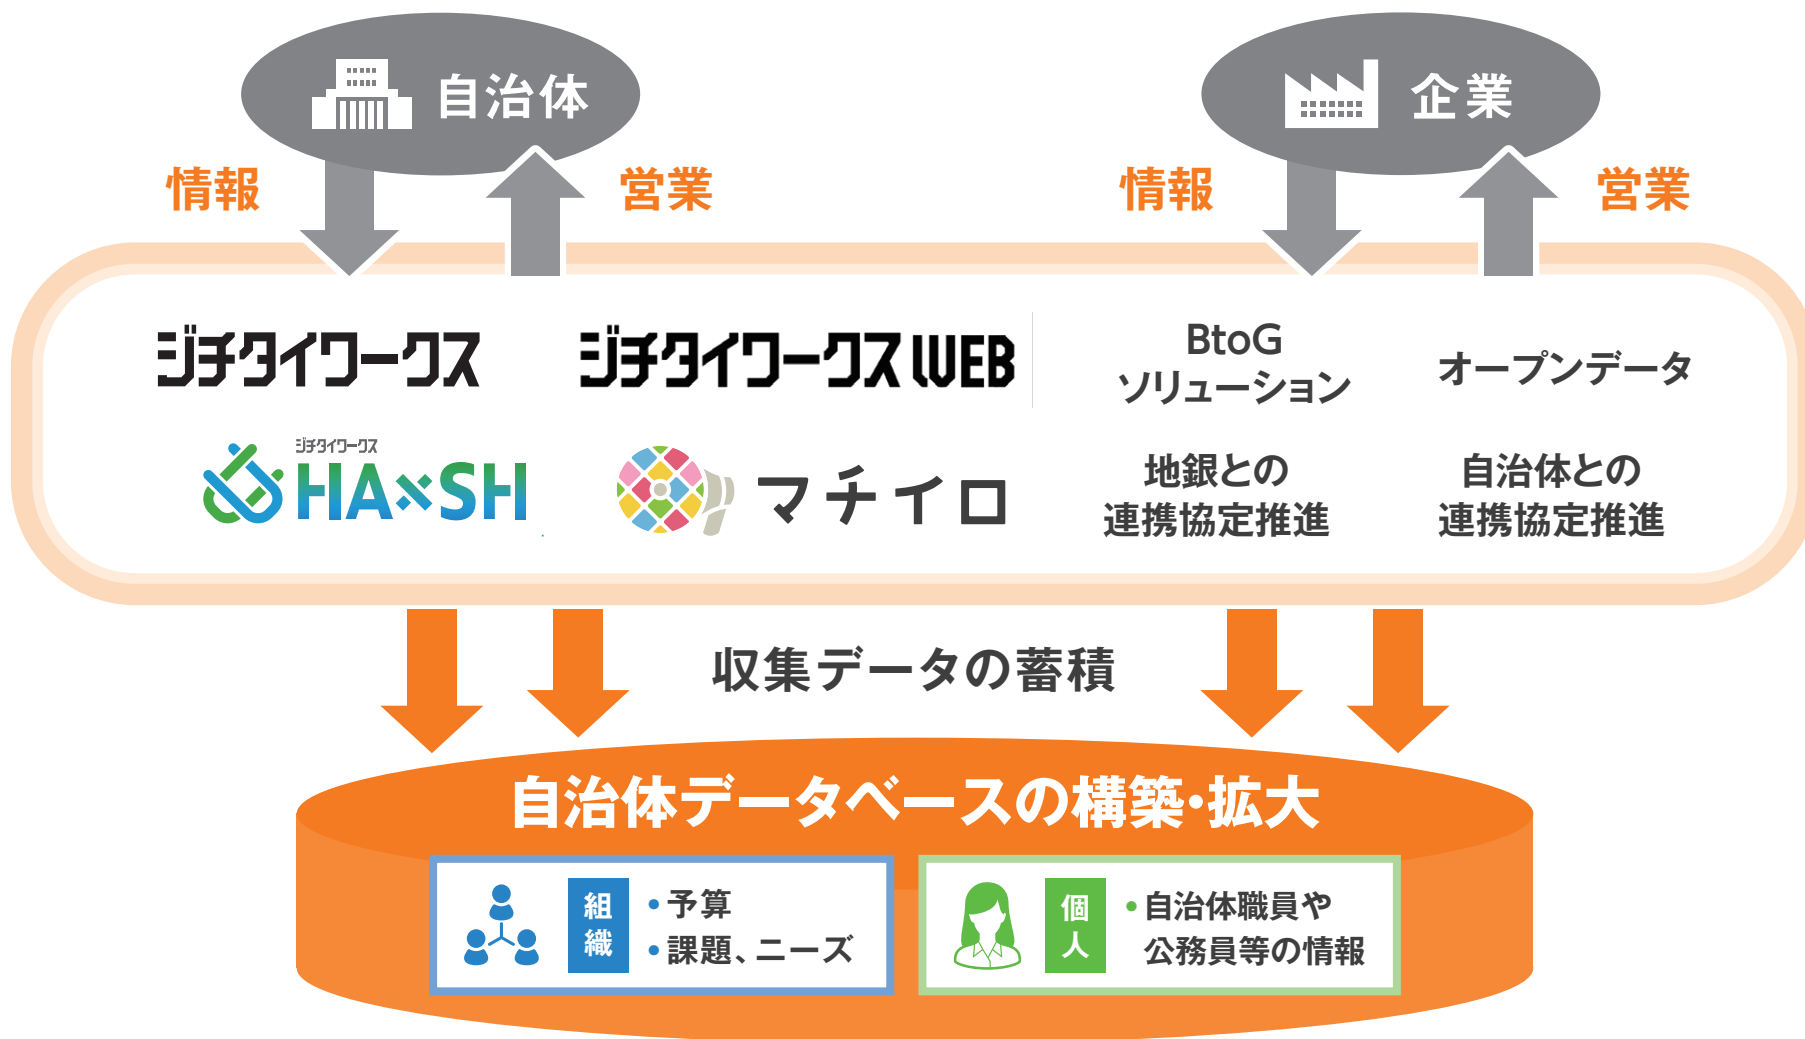 自治体
企業
情報
営業
情報
営業
ジチタイワークス
ジチタイワークス WEB
BtoG
ソリューション
オープンデータ
ジチタイワークス
HA×SH
マチイロ
地銀との
連携協定推進
自治体との
連携協定推進
収集データの蓄積
自治体データベースの構築・拡大
組織
・予算
・課題、ニーズ
個人
・自治体職員や
公務員等の情報